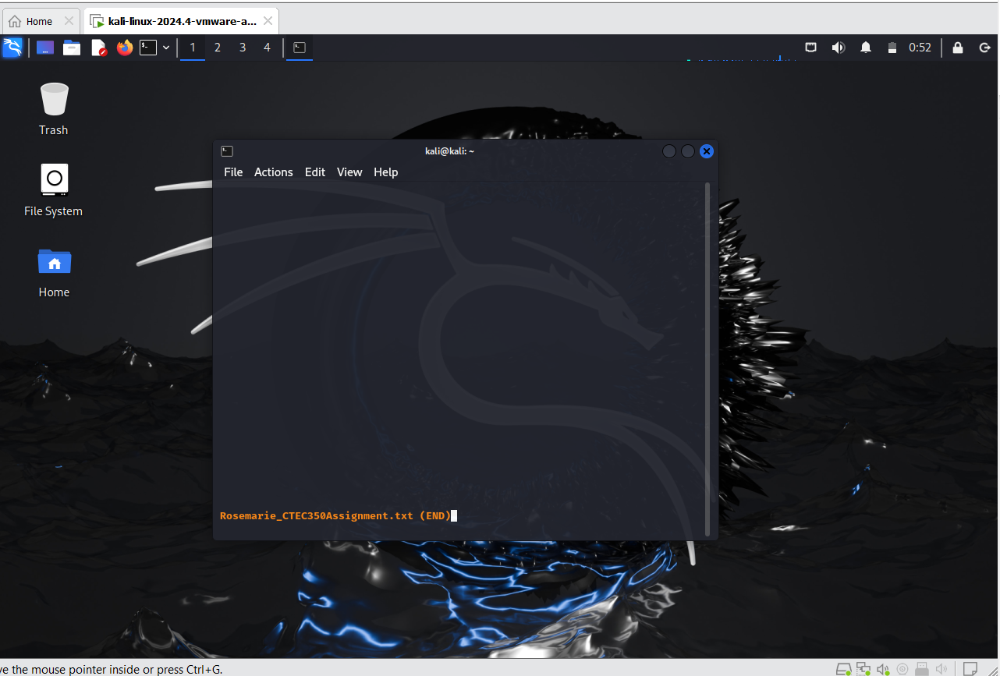 Home
kali-linux-2024.4-vmware-a...
1 2 3 4
0:52
Trash
File System
Home
kali@kali: ~
File Actions Edit View Help
Rosemarie_CTEC350Assignment.txt (END)
ve the mouse pointer inside or press Ctrl+G.